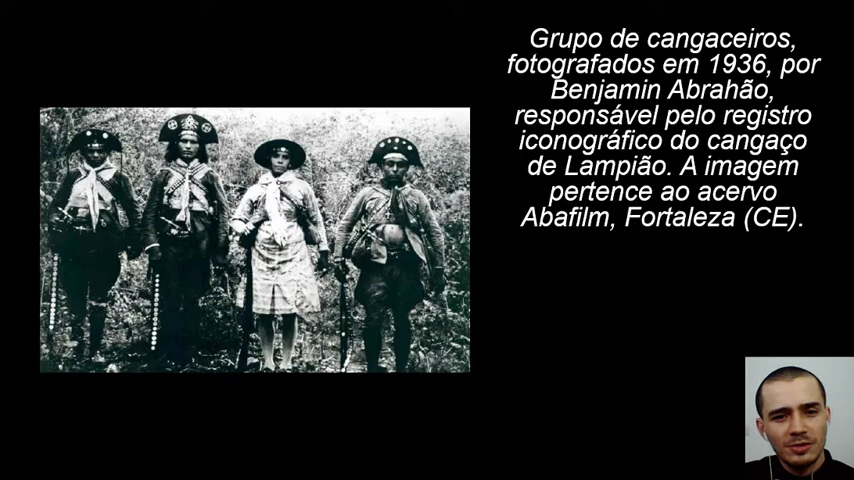 Grupo de cangaceiros,
fotografados em 1936, por
Benjamin Abrahão,
responsável pelo registro
iconográfico do cangaço
de Lampião. A imagem
pertence ao acervo
Abafilm, Fortaleza (CE).